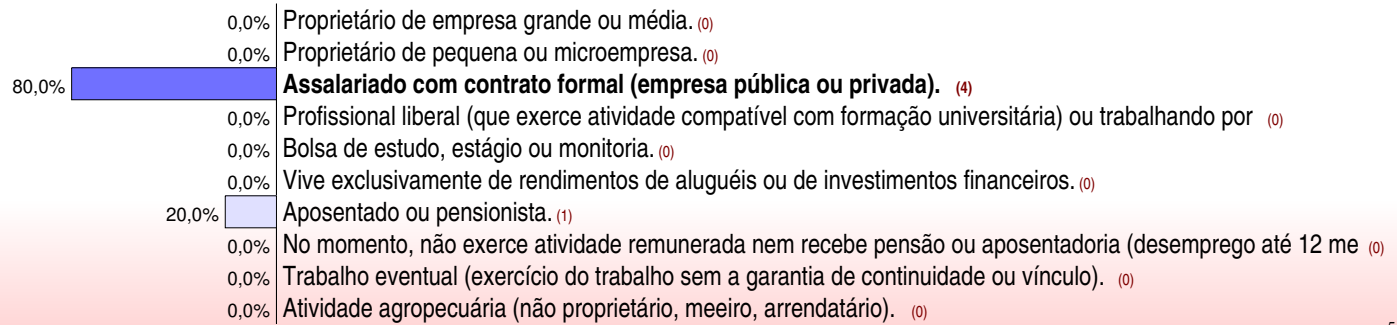 0,0% Proprietário de empresa grande ou média. (0)
0,0% Proprietário de pequena ou microempresa. (0)
80,0% Assalariado com contrato formal (empresa pública ou privada). (4)
0,0% Profissional liberal (que exerce atividade compatível com formação universitária) ou trabalhando por (0)
0,0% Bolsa de estudo, estágio ou monitoria. (0)
0,0% Vive exclusivamente de rendimentos de aluguéis ou de investimentos financeiros. (0)
20,0% Aposentado ou pensionista. (1)
0,0% No momento, não exerce atividade remunerada nem recebe pensão ou aposentadoria (desemprego até 12 me (0)
0,0% Trabalho eventual (exercício do trabalho sem a garantia de continuidade ou vínculo). (0)
0,0% Atividade agropecuária (não proprietário, meeiro, arrendatário). (0)